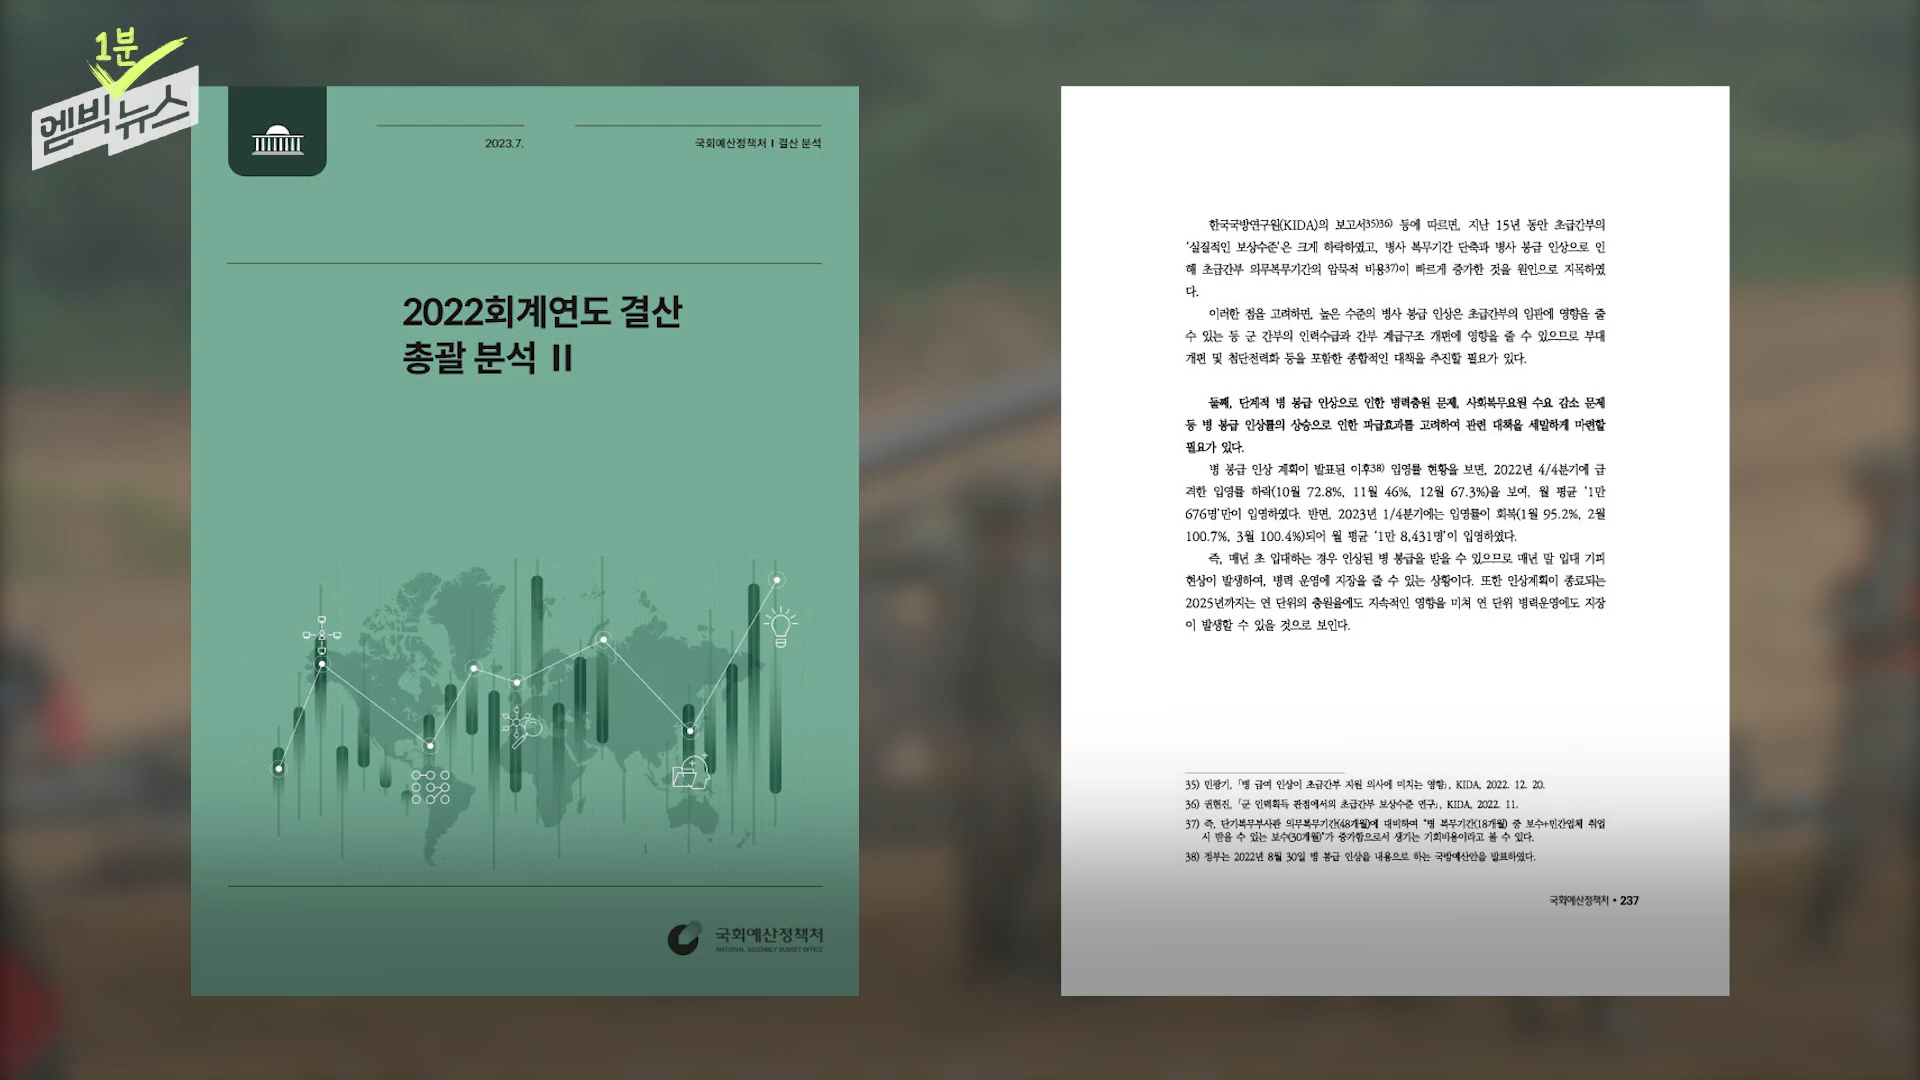 1분
엠빅뉴스
2023.7.
국회예산정책처 I 결산 분석
2022회계연도 결산
총괄 분석 Ⅱ
국회예산정책처
NATIONAL ASSEMBLY BUDGET OFFICE
한국국방연구원(KIDA)의 보고서35)36) 등에 따르면, 지난 15년 동안 초급간부의
'실질적인 보상수준'은 크게 하락하였고, 병사 복무기간 단축과 병사 봉급 인상으로 인
해 초급간부 의무복무기간의 암묵적 비용37)이 빠르게 증가한 것을 원인으로 지목하였
다.
이러한 점을 고려하면, 높은 수준의 병사 봉급 인상은 초급간부의 임관에 영향을 줄
수 있는 등 군 간부의 인력수급과 간부 계급구조 개편에 영향을 줄 수 있으므로 부대
개편 및 첨단전력화 등을 포함한 종합적인 대책을 추진할 필요가 있다.
둘째, 단계적 병 봉급 인상으로 인한 병력충원 문제, 사회복무요원 수요 감소 문제
등 병 봉급 인상률의 상승으로 인한 파급효과를 고려하여 관련 대책을 세밀하게 마련할
필요가 있다.
병 봉급 인상 계획이 발표된 이후38) 입영률 현황을 보면, 2022년 4/4분기에 급
격한 입영률 하락(10월 72.8%, 11월 46%, 12월 67.3%)을 보여, 월 평균 '1만
676명'만이 입영하였다. 반면, 2023년 1/4분기에는 입영률이 회복(1월 95.2%, 2월
100.7%, 3월 100.4%)되어 월 평균 '1만 8,431명'이 입영하였다.
즉, 매년 초 입대하는 경우 인상된 병 봉급을 받을 수 있으므로 매년 말 입대 기피
현상이 발생하여, 병력 운영에 지장을 줄 수 있는 상황이다. 또한 인상계획이 종료되는
2025년까지는 연 단위의 충원율에도 지속적인 영향을 미쳐 연 단위 병력운영에도 지장
이 발생할 수 있을 것으로 보인다.
35) 민광기, 「병 급여 인상이 초급간부 지원 의사에 미치는 영향」, KIDA, 2022. 12. 20.
36) 권현진, 「군 인력획득 관점에서의 초급간부 보상수준 연구」, KIDA, 2022. 11.
37) 즉, 단기복무부사관 의무복무기간(48개월)에 대비하여 "병 복무기간(18개월) 중 보수+민간업체 취업
시 받을 수 있는 보수(30개월)"가 증가함으로서 생기는 기회비용이라고 볼 수 있다.
38) 정부는 2022년 8월 30일 병 봉급 인상을 내용으로 하는 국방예산안을 발표하였다.
국회예산정책처 • 237